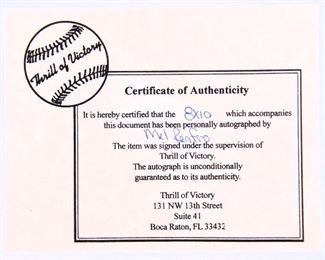 Thrill of Victory
Certificate of Authenticity
It is hereby certified that the 8x10 which accompanies
this document has been personally autographed by
Mel Renfro
The item was signed under the supervision of
Thrill of Victory.
The autograph is unconditionally
guaranteed as to its authenticity.
Thrill of Victory
131 NW 13th Street
Suite 41
Boca Raton, FL 33432